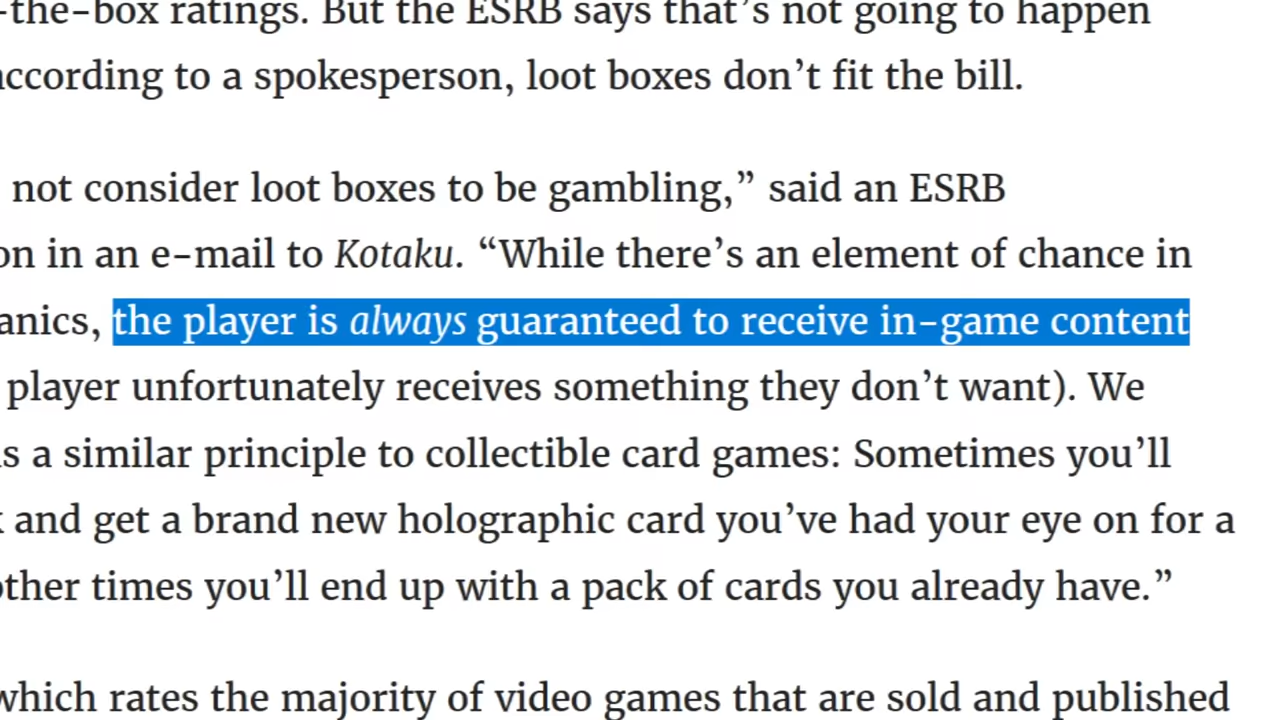 -the-box ratings. But the ESRB says that’s not going to happen
according to a spokesperson, loot boxes don’t fit the bill.
not consider loot boxes to be gambling,” said an ESRB
on in an e-mail to Kotaku. “While there’s an element of chance in
anics, the player is always guaranteed to receive in-game content
player unfortunately receives something they don’t want). We
is a similar principle to collectible card games: Sometimes you’ll
k and get a brand new holographic card you’ve had your eye on for a
other times you’ll end up with a pack of cards you already have.”
which rates the majority of video games that are sold and published